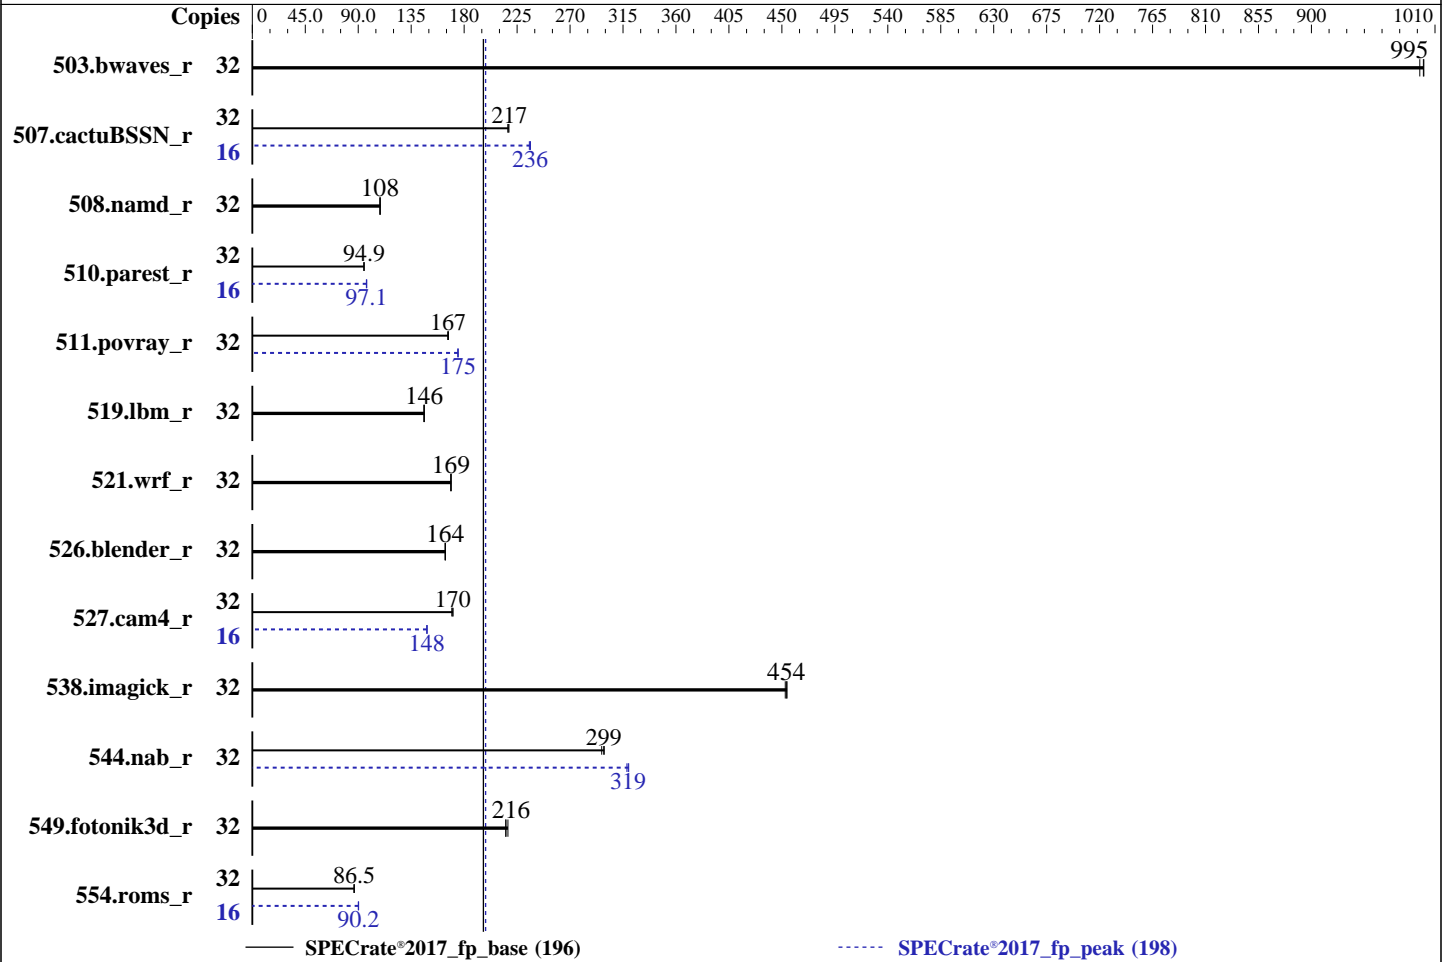 Copies 0 45.0 90.0 135 180 225 270 315 360 405 450 495 540 585 630 675 720 765 810 855 900 1010
503.bwaves_r 32 995
507.cactuBSSN_r 32 217
16 236
508.namd_r 32 108
510.parest_r 32 94.9
16 97.1
511.povray_r 32 167
175
519.lbm_r 32 146
521.wrf_r 32 169
526.blender_r 32 164
527.cam4_r 32 170
16 148
538.imagick_r 32 454
544.nab_r 32 299
319
549.fotonik3d_r 32 216
554.roms_r 32 86.5
16 90.2
SPECrate®2017_fp_base (196) SPECrate®2017_fp_peak (198)